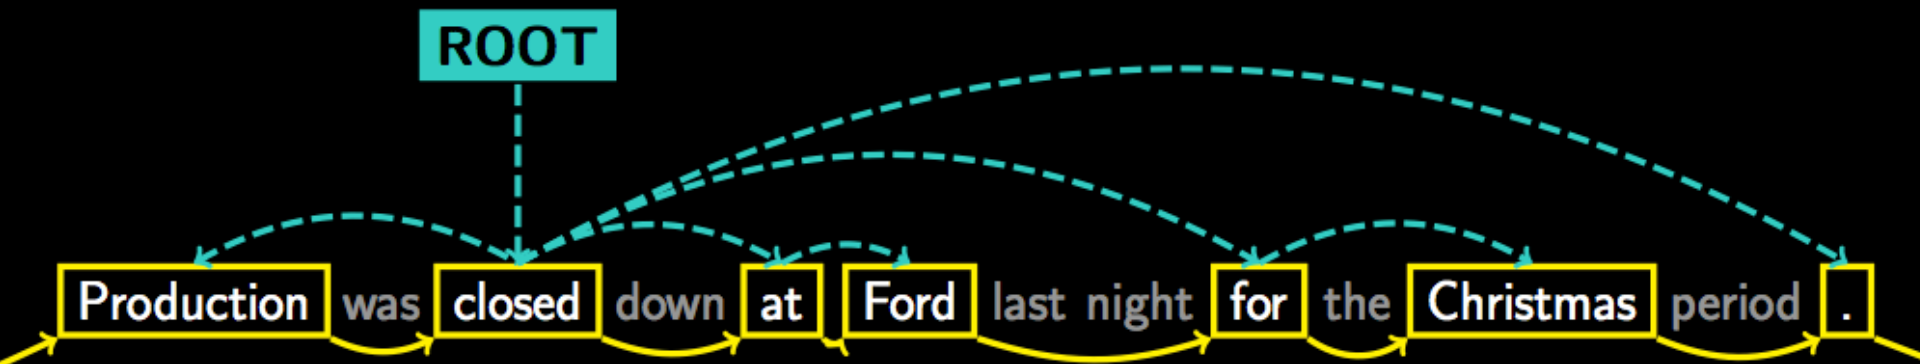 ROOT
Production was closed down at Ford last night for the Christmas period .